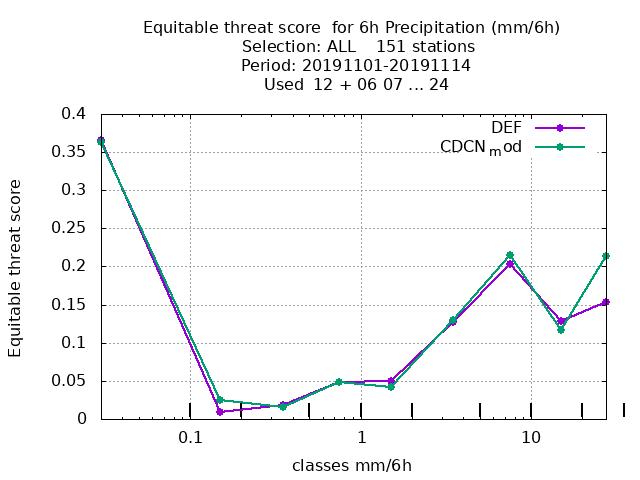 Equitable threat score  for 6h Precipitation (mm/6h)
Selection: ALL    151 stations
Period: 20191101-20191114
Used  12 + 06 07 ... 24
DEF
CDCNmod
0.4
0.35
0.3
0.25
0.2
0.15
0.1
0.05
0
Equitable threat score
0.1 1 10
classes mm/6h